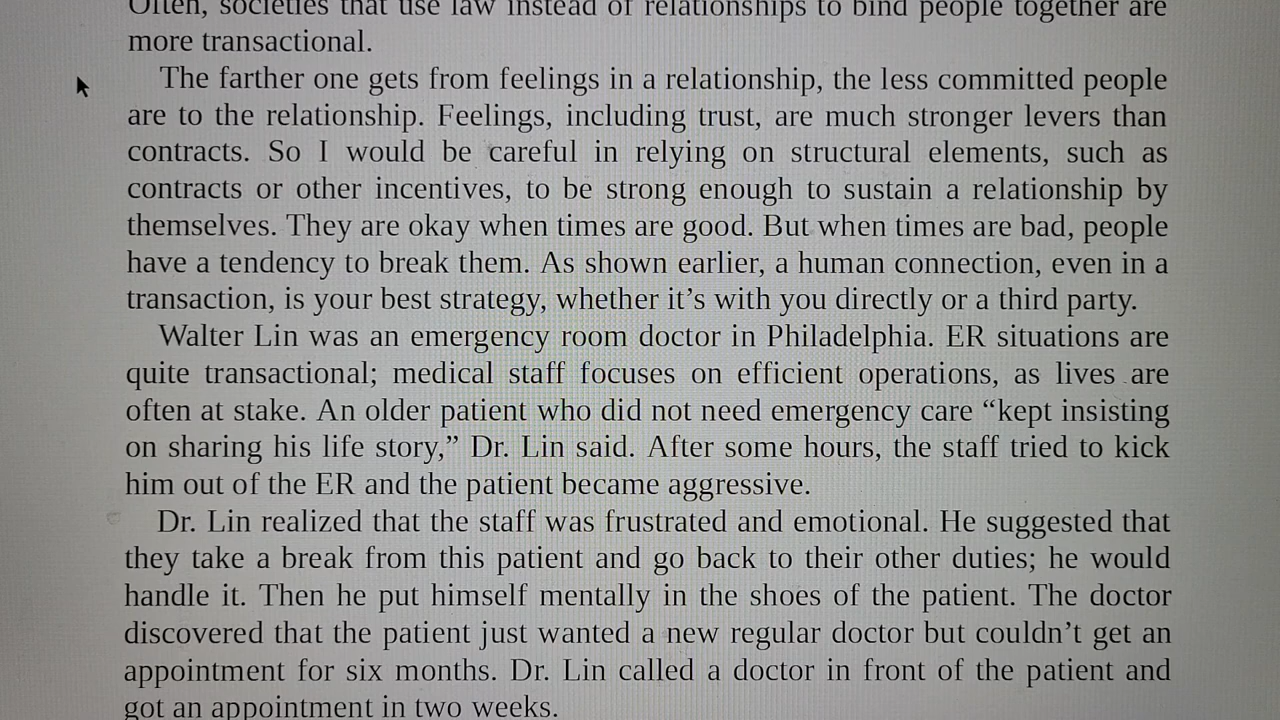 Often, societies that use law instead of relationships to bind people together are
more transactional.
The farther one gets from feelings in a relationship, the less committed people
are to the relationship. Feelings, including trust, are much stronger levers than
contracts. So I would be careful in relying on structural elements, such as
contracts or other incentives, to be strong enough to sustain a relationship by
themselves. They are okay when times are good. But when times are bad, people
have a tendency to break them. As shown earlier, a human connection, even in a
transaction, is your best strategy, whether it’s with you directly or a third party.
Walter Lin was an emergency room doctor in Philadelphia. ER situations are
quite transactional; medical staff focuses on efficient operations, as lives are
often at stake. An older patient who did not need emergency care “kept insisting
on sharing his life story,” Dr. Lin said. After some hours, the staff tried to kick
him out of the ER and the patient became aggressive.
Dr. Lin realized that the staff was frustrated and emotional. He suggested that
they take a break from this patient and go back to their other duties; he would
handle it. Then he put himself mentally in the shoes of the patient. The doctor
discovered that the patient just wanted a new regular doctor but couldn’t get an
appointment for six months. Dr. Lin called a doctor in front of the patient and
got an appointment in two weeks.